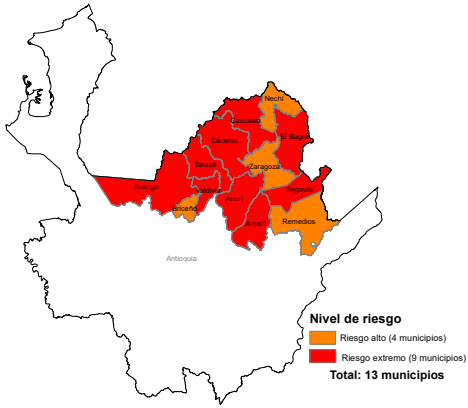 Nechí
Caucasia
El Bagre
Cáceres
Tarazá
Zaragoza
Ituango
Valdivia
Anorí
Segovia
Briceño
Amalfi
Remedios
Antioquia
Nivel de riesgo
Riesgo alto (4 municipios)
Riesgo extremo (9 municipios)
Total: 13 municipios